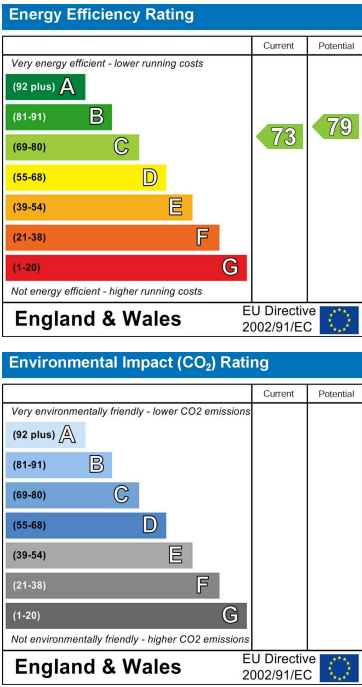 Energy Efficiency Rating
Current Potential
Very energy efficient - lower running costs
(92 plus) A
(81-91) B
(69-80) C
73 79
(55-68) D
(39-54) E
(21-38) F
(1-20) G
Not energy efficient - higher running costs
England & Wales
EU Directive
2002/91/EC
Environmental Impact (CO₂) Rating
Current Potential
Very environmentally friendly - lower CO2 emissions
(92 plus) A
(81-91) B
(69-80) C
(55-68) D
(39-54) E
(21-38) F
(1-20) G
Not environmentally friendly - higher CO2 emissions
England & Wales
EU Directive
2002/91/EC